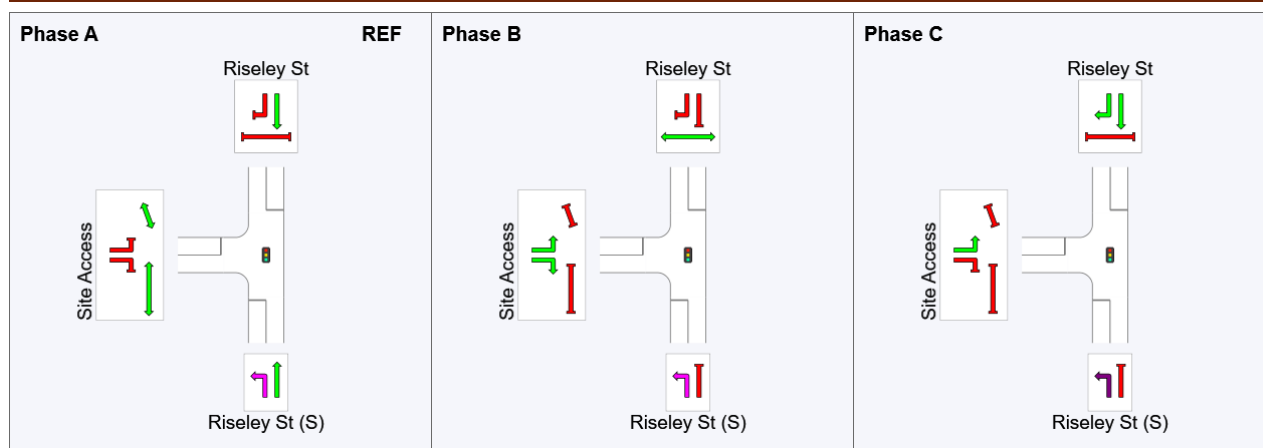 Phase A REF
Riseley St
Site Access
Riseley St (S)
Phase B
Riseley St
Site Access
Riseley St (S)
Phase C
Riseley St
Site Access
Riseley St (S)